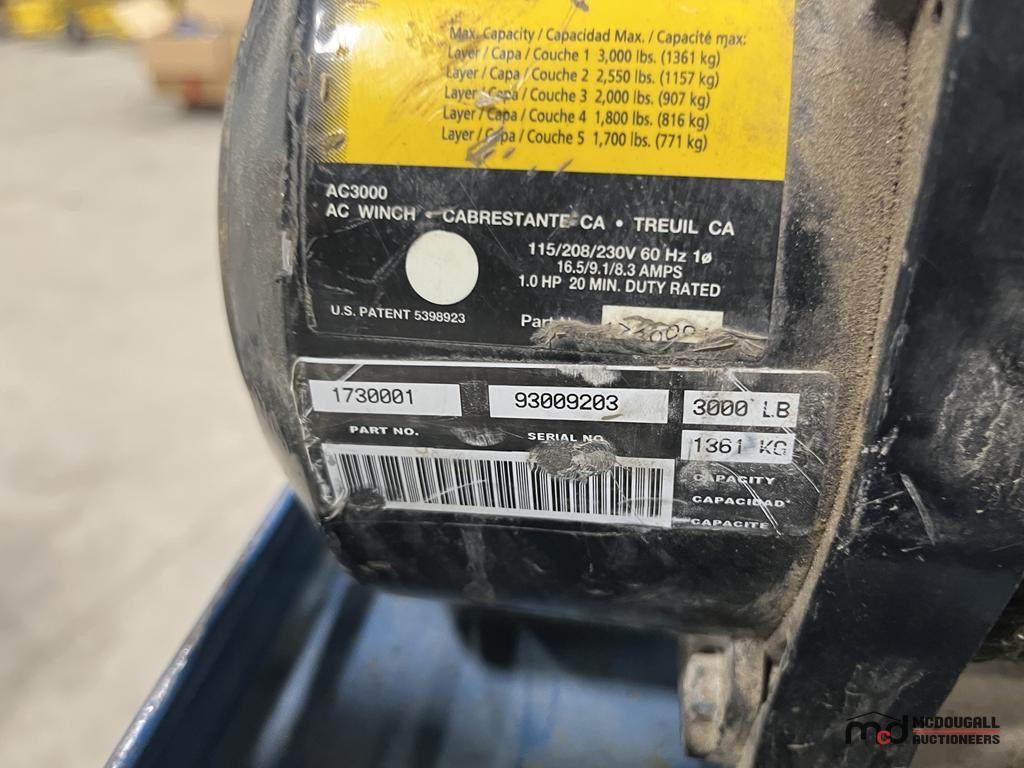 Max. Capacity / Capacidad Max. / Capacité max:
Layer / Capa / Couche 1 3,000 lbs. (1361 kg)
Layer / Capa / Couche 2 2,550 lbs. (1157 kg)
Layer / Capa / Couche 3 2,000 lbs. (907 kg)
Layer / Capa / Couche 4 1,800 lbs. (816 kg)
Layer / Capa / Couche 5 1,700 lbs. (771 kg)
AC3000
AC WINCH • CABRESTANTE CA • TREUIL CA
115/208/230V 60 Hz 1ø
16.5/9.1/8.3 AMPS
1.0 HP 20 MIN. DUTY RATED
U.S. PATENT 5398923
Part
1730001 93009203 3000 LB
PART NO. SERIAL NO. 1361 KG
CAPACITY
CAPACIDAD
CAPACITE
mcd MCDOUGALL
AUCTIONEERS